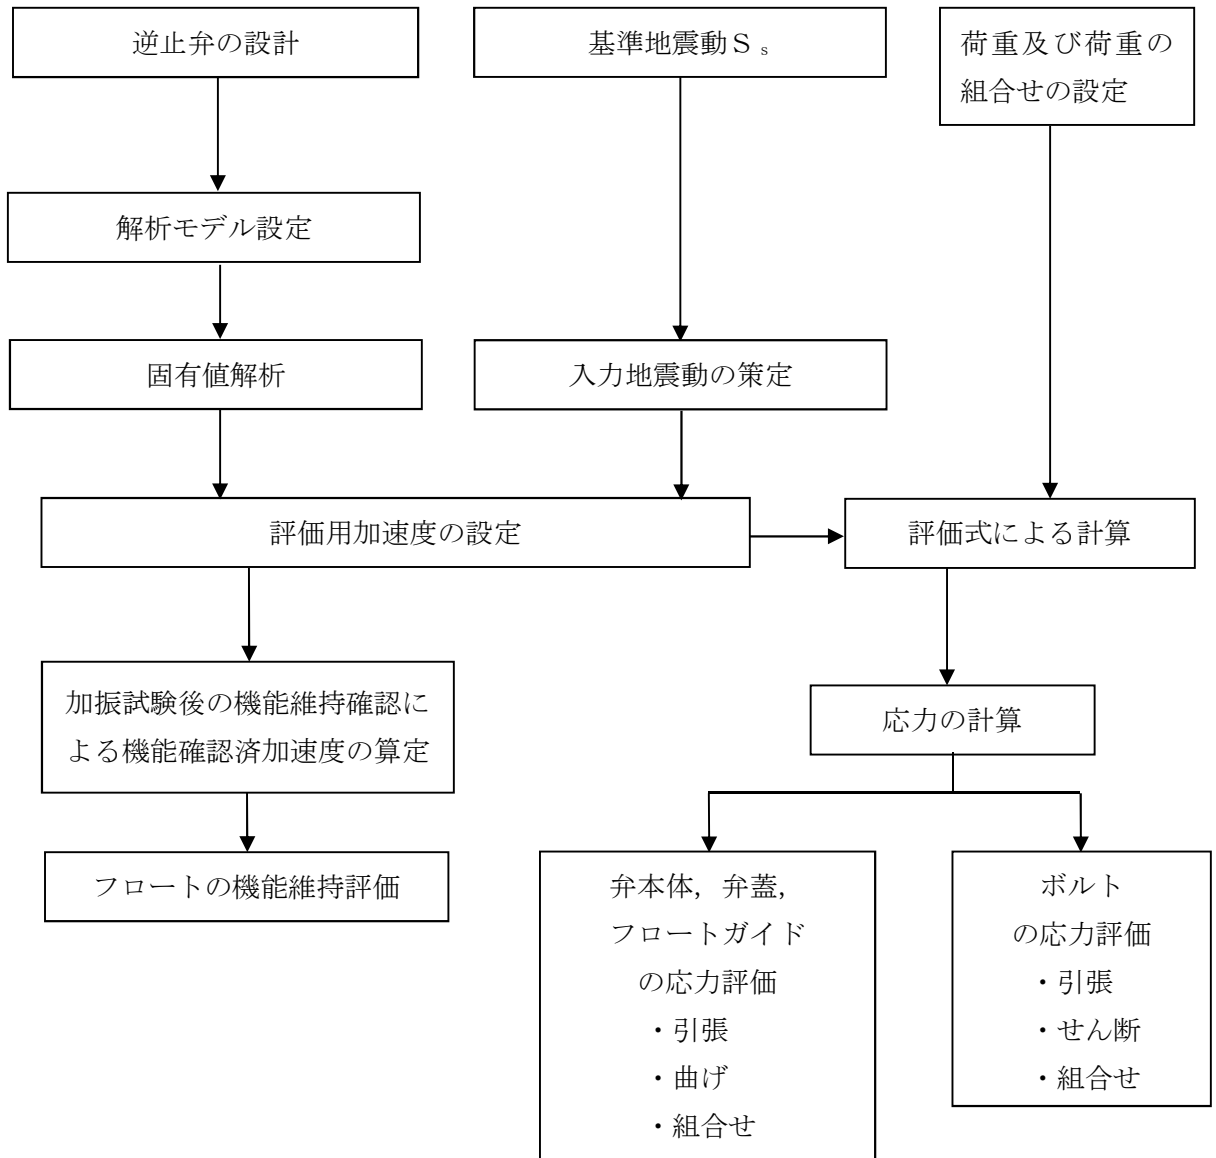 逆止弁の設計
基準地震動Ｓｓ
荷重及び荷重の
組合せの設定
解析モデル設定
固有値解析
入力地震動の策定
評価用加速度の設定
評価式による計算
加振試験後の機能維持確認に
よる機能確認済加速度の算定
応力の計算
フロートの機能維持評価
弁本体，弁蓋，
フロートガイド
の応力評価
・引張
・曲げ
・組合せ
ボルト
の応力評価
・引張
・せん断
・組合せ